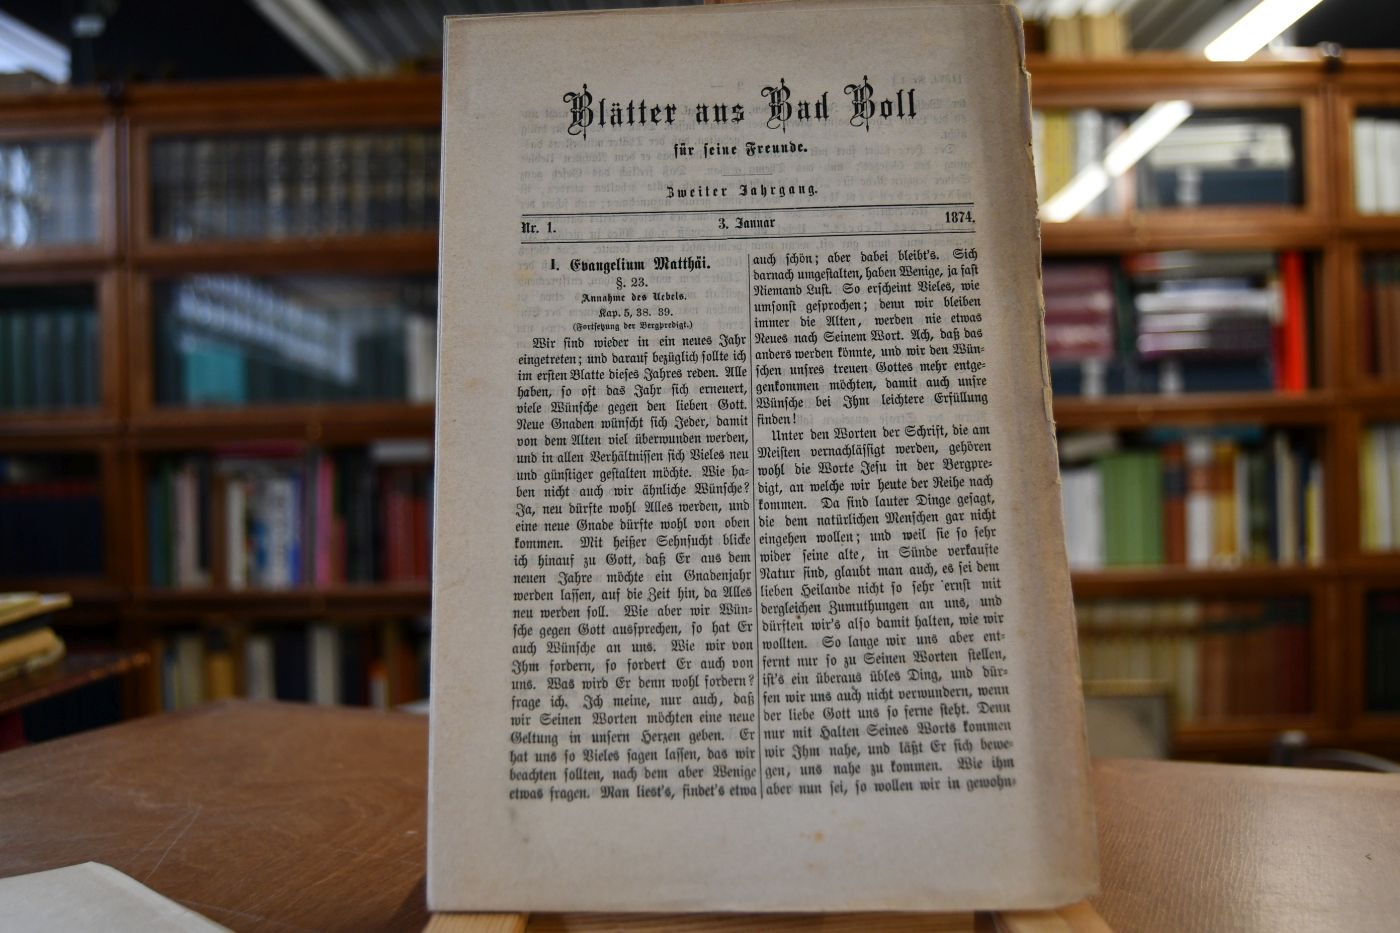 Blätter aus Bad Boll
für seine Freunde.
Zweiter Jahrgang.
Nr. 1. 3. Januar 1874.
I. Evangelium Matthäi.
§. 23.
Annahme des Uebels.
Kap. 5, 38. 39.
(Fortsetzung der Bergpredigt.)
Wir sind wieder in ein neues Jahr
eingetreten; und darauf bezüglich sollte ich
im ersten Blatte dieses Jahres reden. Alle
haben, so oft das Jahr sich erneuert,
viele Wünsche gegen den lieben Gott.
Neue Gnaden wünscht sich Jeder, damit
von dem Alten viel überwunden werden,
und in allen Verhältnissen sich Vieles neu
und günstiger gestalten möchte. Wie ha-
ben nicht auch wir ähnliche Wünsche?
Ja, neu dürfte wohl Alles werden, und
eine neue Gnade dürfte wohl von oben
kommen. Mit heißer Sehnsucht blicke
ich hinauf zu Gott, daß Er aus dem
neuen Jahre möchte ein Gnadenjahr
werden lassen, auf die Zeit hin, da Alles
neu werden soll. Wie aber wir Wün-
sche gegen Gott aussprechen, so hat Er
auch Wünsche an uns. Wie wir von
Ihm fordern, so fordert Er auch von
uns. Was wird Er denn wohl fordern?
frage ich. Ich meine, nur auch, daß
wir Seinen Worten möchten eine neue
Geltung in unsern Herzen geben. Er
hat uns so Vieles sagen lassen, das wir
beachten sollten, nach dem aber Wenige
etwas fragen. Man liest's, findet's etwa
auch schön; aber dabei bleibt's. Sich
darnach umgestalten, haben Wenige, ja fast
Niemand Lust. So erscheint Vieles, wie
umsonst gesprochen; denn wir bleiben
immer die Alten, werden nie etwas
Neues nach Seinem Wort. Ach, daß das
anders werden könnte, und wir den Wün-
schen unsres treuen Gottes mehr entge-
genkommen möchten, damit auch unsre
Wünsche bei Ihm leichtere Erfüllung
finden!
Unter den Worten der Schrift, die am
Meisten vernachlässigt werden, gehören
wohl die Worte Jesu in der Bergpre-
digt, an welche wir heute der Reihe nach
kommen. Da sind lauter Dinge gesagt,
die dem natürlichen Menschen gar nicht
eingehen wollen; und weil sie so sehr
wider seine alte, in Sünde verkaufte
Natur sind, glaubt man auch, es sei dem
lieben Heilande nicht so sehr ernst mit
dergleichen Zumuthungen an uns, und
dürften wir's also damit halten, wie wir
wollten. So lange wir uns aber ent-
fernt nur so zu Seinen Worten stellen,
ist's ein überaus übles Ding, und dür-
fen wir uns auch nicht verwundern, wenn
der liebe Gott uns so ferne steht. Denn
nur mit Halten Seines Worts kommen
wir Ihm nahe, und läßt Er sich bewe-
gen, uns nahe zu kommen. Wie ihm
aber nun sei, so wollen wir in gewohn-